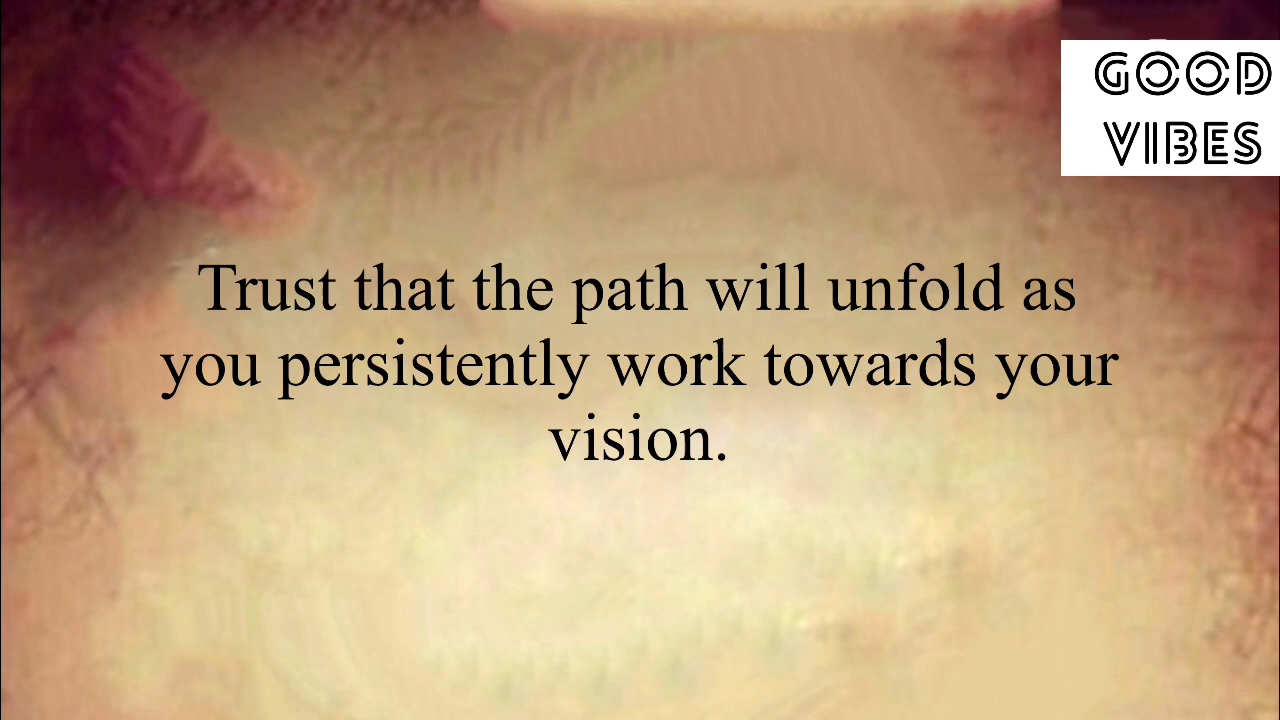 GOOD
VIBES
Trust that the path will unfold as
you persistently work towards your
vision.